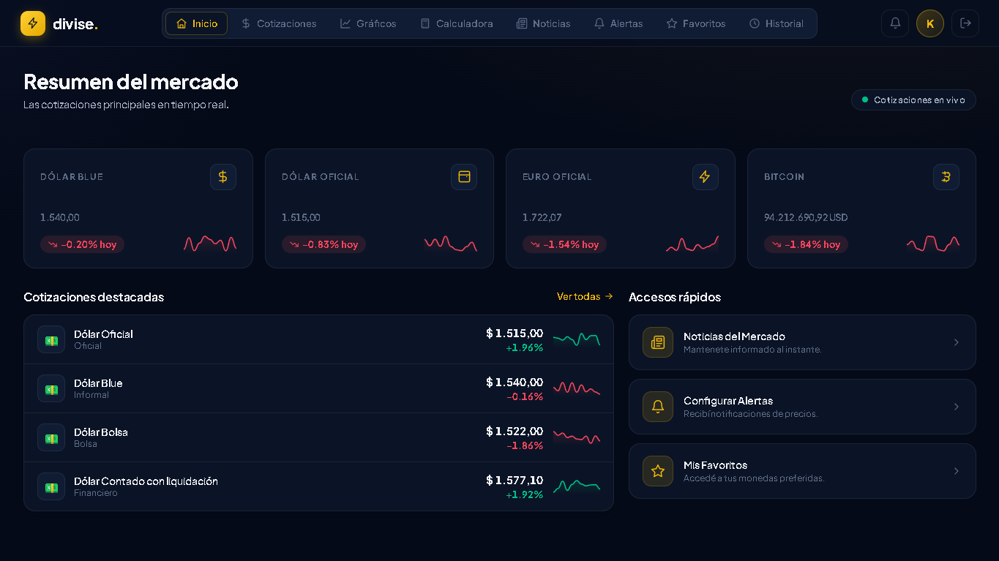 divise.
Inicio
Cotizaciones
Gráficos
Calculadora
Noticias
Alertas
Favoritos
Historial
K
Resumen del mercado
Las cotizaciones principales en tiempo real.
Cotizaciones en vivo
DÓLAR BLUE
1.540,00
−0.20% hoy
DÓLAR OFICIAL
1.515,00
−0.83% hoy
EURO OFICIAL
1.722,07
−1.54% hoy
BITCOIN
94.212.690,92 USD
−1.84% hoy
Cotizaciones destacadas
Ver todas →
Dólar Oficial
Oficial
$ 1.515,00
+1.96%
Dólar Blue
Informal
$ 1.540,00
−0.16%
Dólar Bolsa
Bolsa
$ 1.522,00
−1.86%
Dólar Contado con liquidación
Financiero
$ 1.577,10
+1.92%
Accesos rápidos
Noticias del Mercado
Mantenete informado al instante.
Configurar Alertas
Recibí notificaciones de precios.
Mis Favoritos
Accedé a tus monedas preferidas.